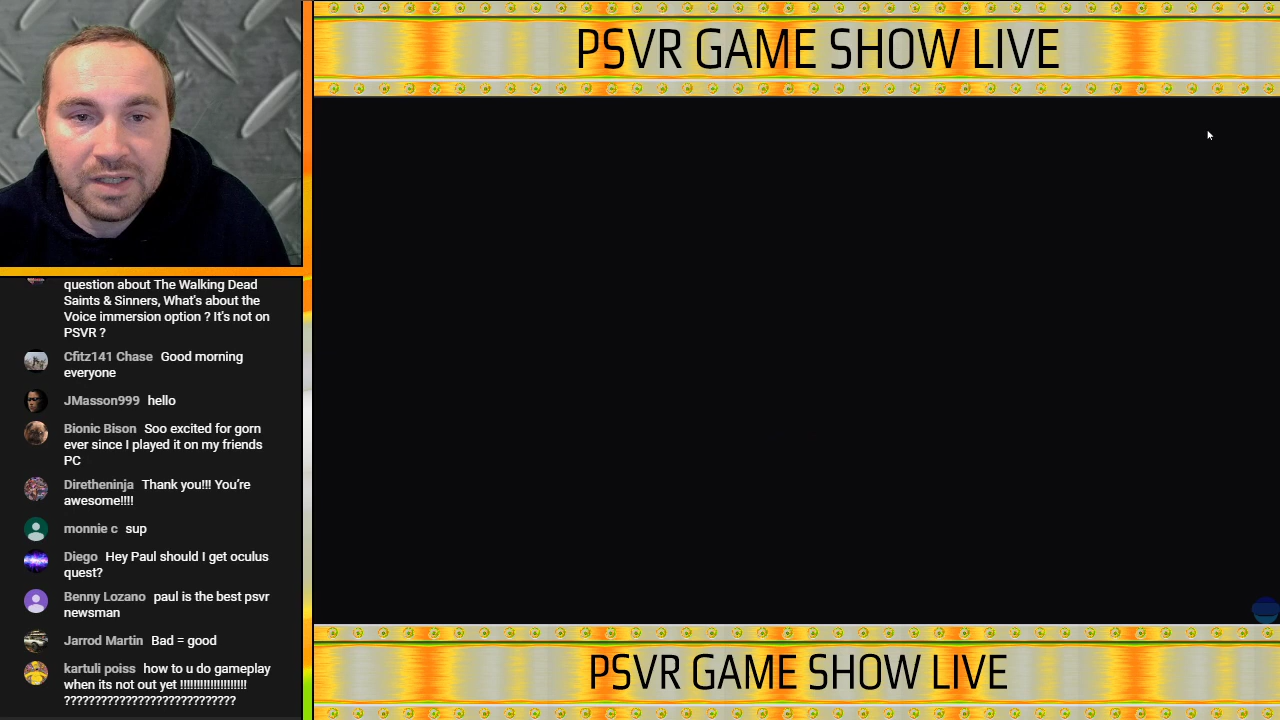 PSVR GAME SHOW LIVE
question about The Walking Dead
Saints & Sinners, What's about the
Voice immersion option ? It's not on
PSVR ?
Cfitz141 Chase Good morning
everyone
JMasson999 hello
Bionic Bison Soo excited for gorn
ever since I played it on my friends
PC
Diretheninja Thank you!!! You're
awesome!!!!
monnie c sup
Diego Hey Paul should I get oculus
quest?
Benny Lozano paul is the best psvr
newsman
Jarrod Martin Bad = good
kartuli poiss how to u do gameplay
when its not out yet !!!!!!!!!!!!!!!!!!!!
????????????????????????????
PSVR GAME SHOW LIVE